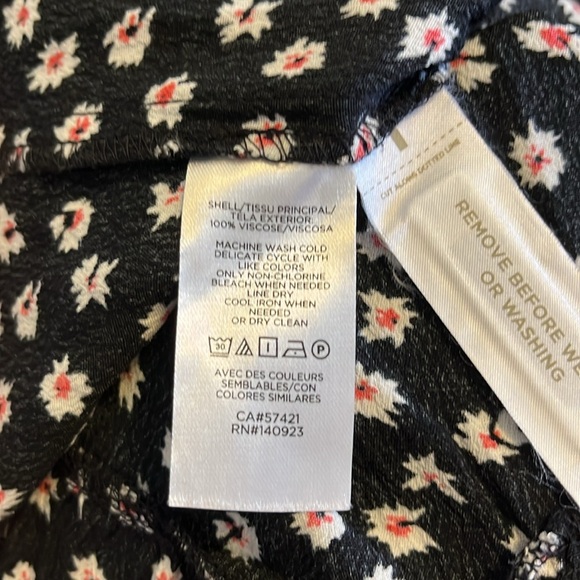 SHELL/TISSU PRINCIPAL/
TELA EXTERIOR:
100% VISCOSE/VISCOSA
MACHINE WASH COLD
DELICATE CYCLE WITH
LIKE COLORS
ONLY NON-CHLORINE
BLEACH WHEN NEEDED
LINE DRY
COOL IRON WHEN
NEEDED
OR DRY CLEAN
30 P
AVEC DES COULEURS
SEMBLABLES/CON
COLORES SIMILARES
CA#57421
RN#140923
CUT ALONG DOTTED LINE
REMOVE BEFORE WE
OR WASHING